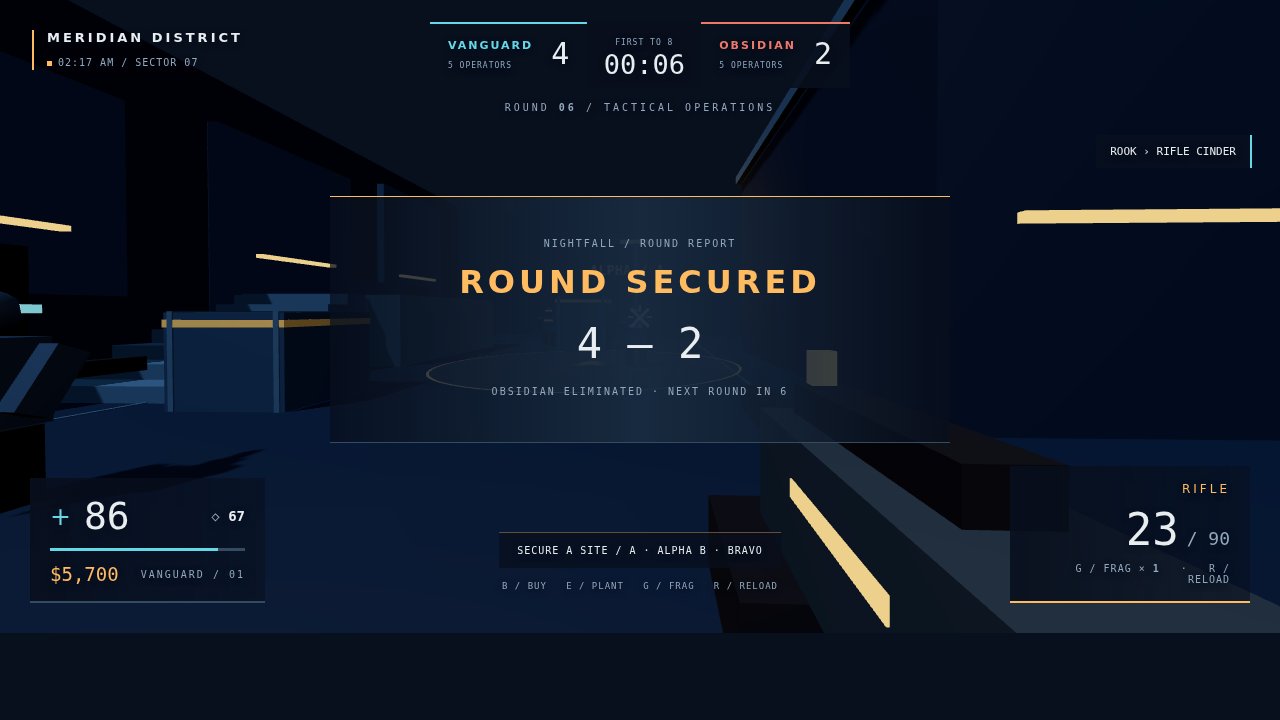 MERIDIAN DISTRICT
02:17 AM / SECTOR 07
VANGUARD
5 OPERATORS
4
FIRST TO 8
00:06
OBSIDIAN
5 OPERATORS
2
ROUND 06 / TACTICAL OPERATIONS
ROOK › RIFLE CINDER
NIGHTFALL / ROUND REPORT
ROUND SECURED
4 — 2
OBSIDIAN ELIMINATED · NEXT ROUND IN 6
+ 86
◇ 67
$5,700
VANGUARD / 01
SECURE A SITE / A · ALPHA B · BRAVO
B / BUY E / PLANT G / FRAG R / RELOAD
RIFLE
23 / 90
G / FRAG × 1 · R /
RELOAD